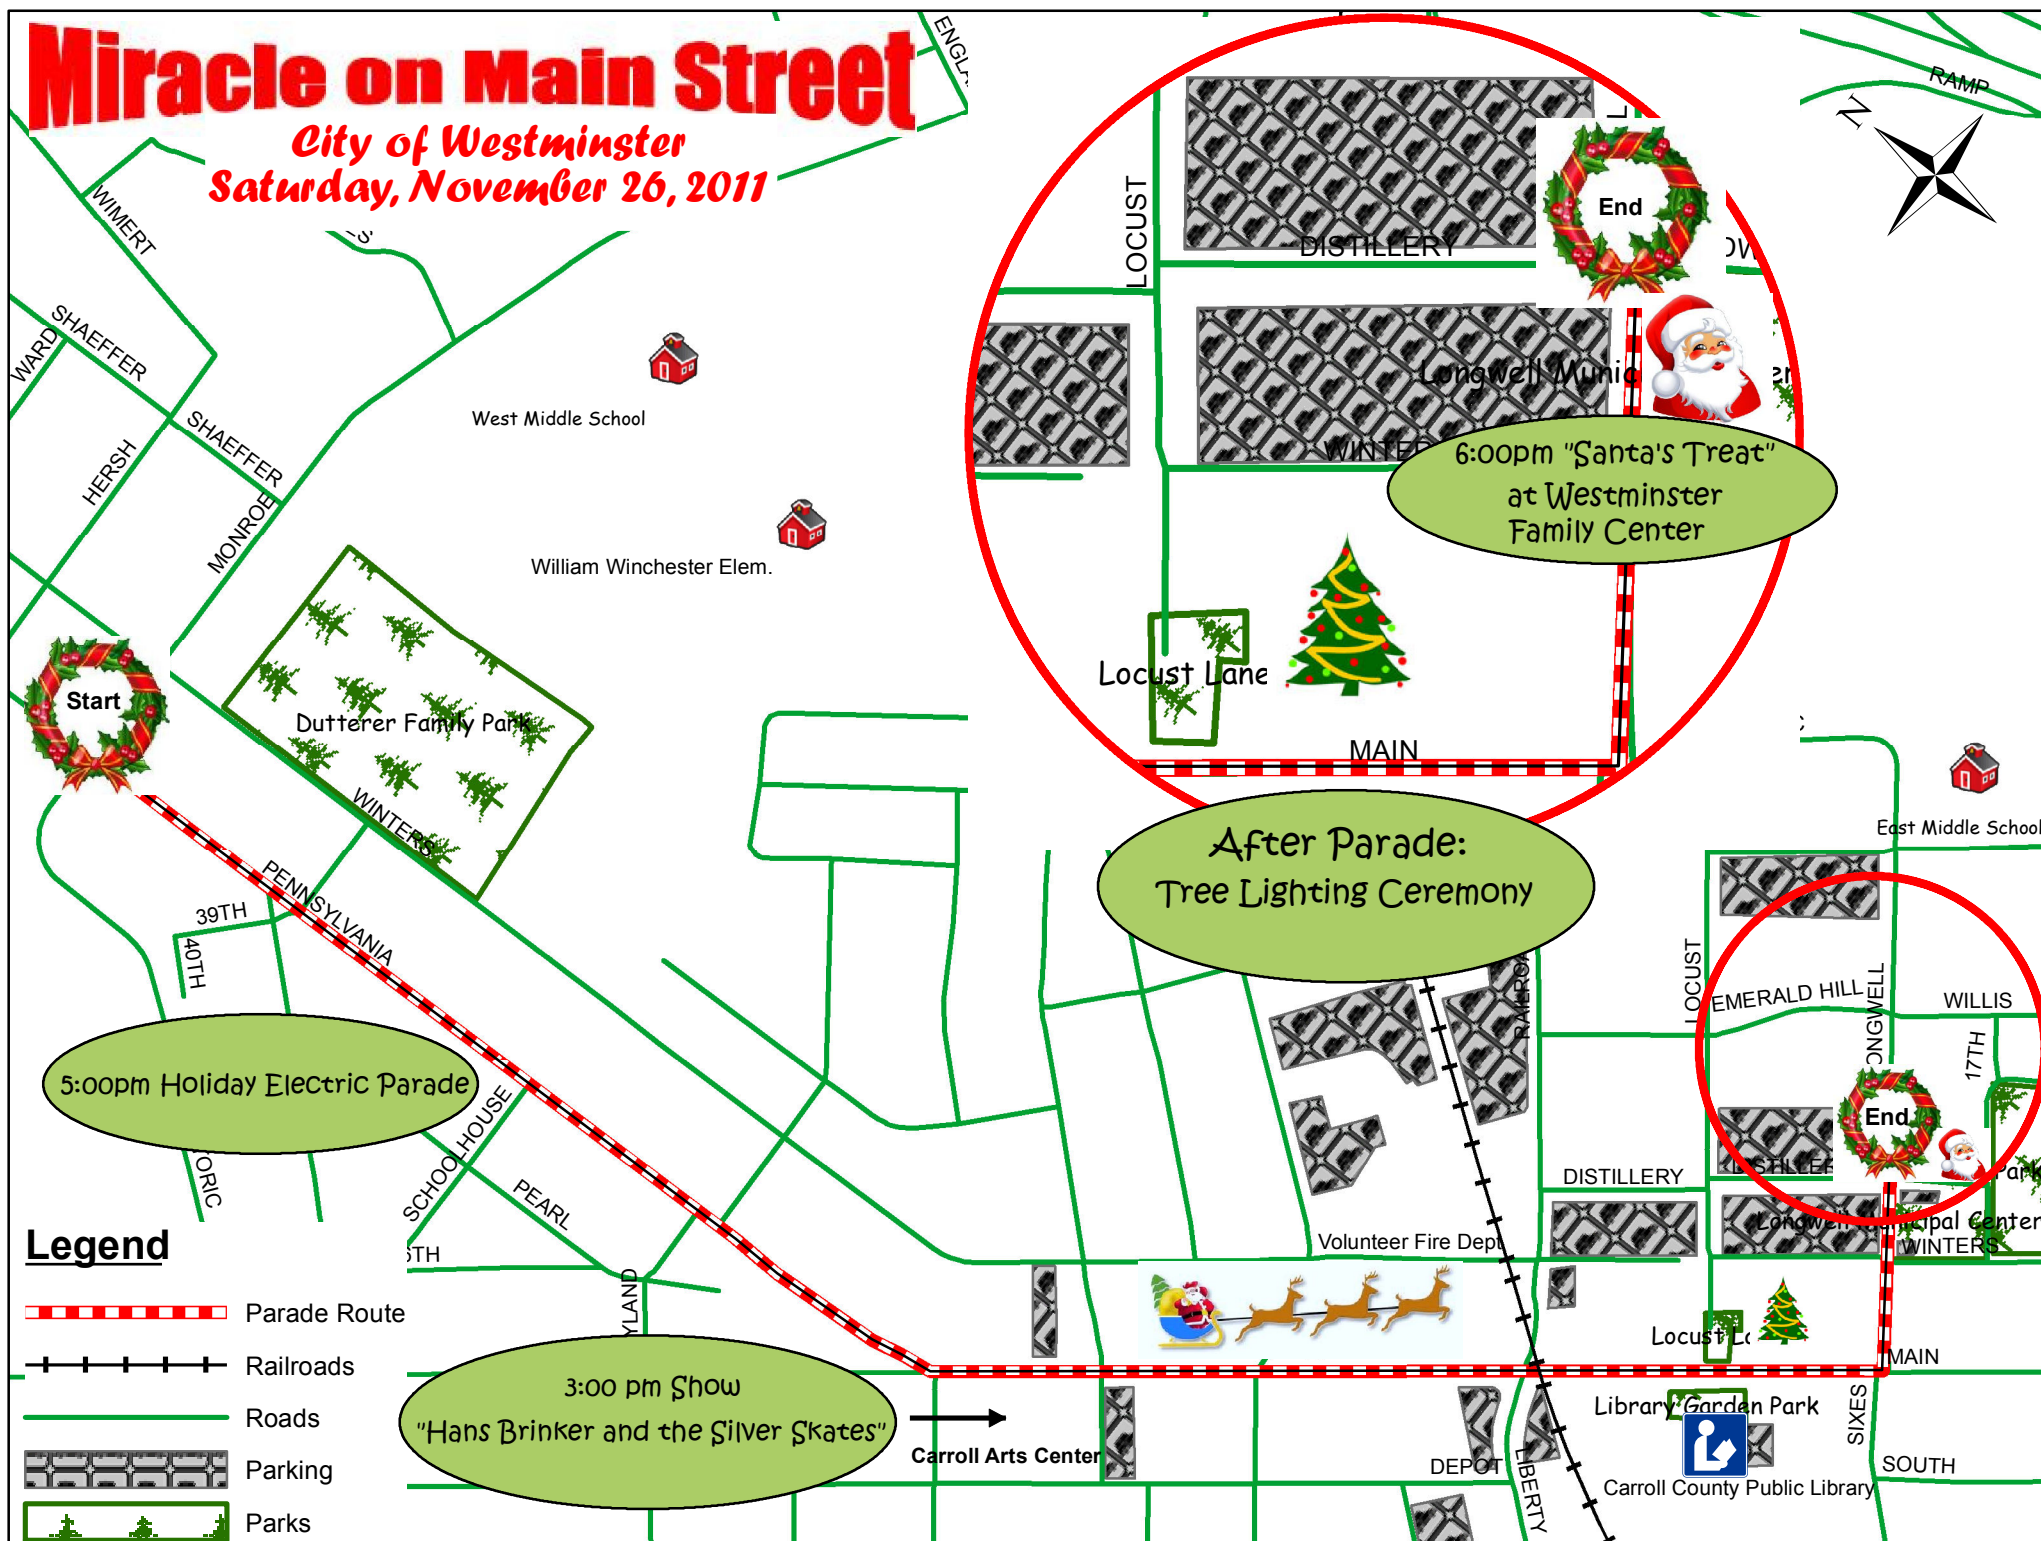 Miracle on Main Street
City of Westminster
Saturday, November 26, 2011
RAMP
N
WIMERT
SHAEFFER
WARD
SHAEFFER
HERSH
MONROE
West Middle School
William Winchester Elem.
LOCUST
DISTILLERY
End
Longwell Munic
6:00pm "Santa's Treat"
at Westminster
Family Center
Locust Lane
MAIN
Start
Dutterer Family Park
WINTERS
PENNSYLVANIA
39TH
40TH
After Parade:
Tree Lighting Ceremony
East Middle School
LOCUST
EMERALD HILL
WILLIS
17TH
End
5:00pm Holiday Electric Parade
SCHOOLHOUSE
PEARL
DISTILLERY
Park
Longwell Municipal Center
WINTERS
Volunteer Fire Dept
Locust
MAIN
3:00 pm Show
"Hans Brinker and the Silver Skates"
Carroll Arts Center
Library Garden Park
SIXES
DEPOT
LIBERTY
SOUTH
Carroll County Public Library
Legend
Parade Route
Railroads
Roads
Parking
Parks